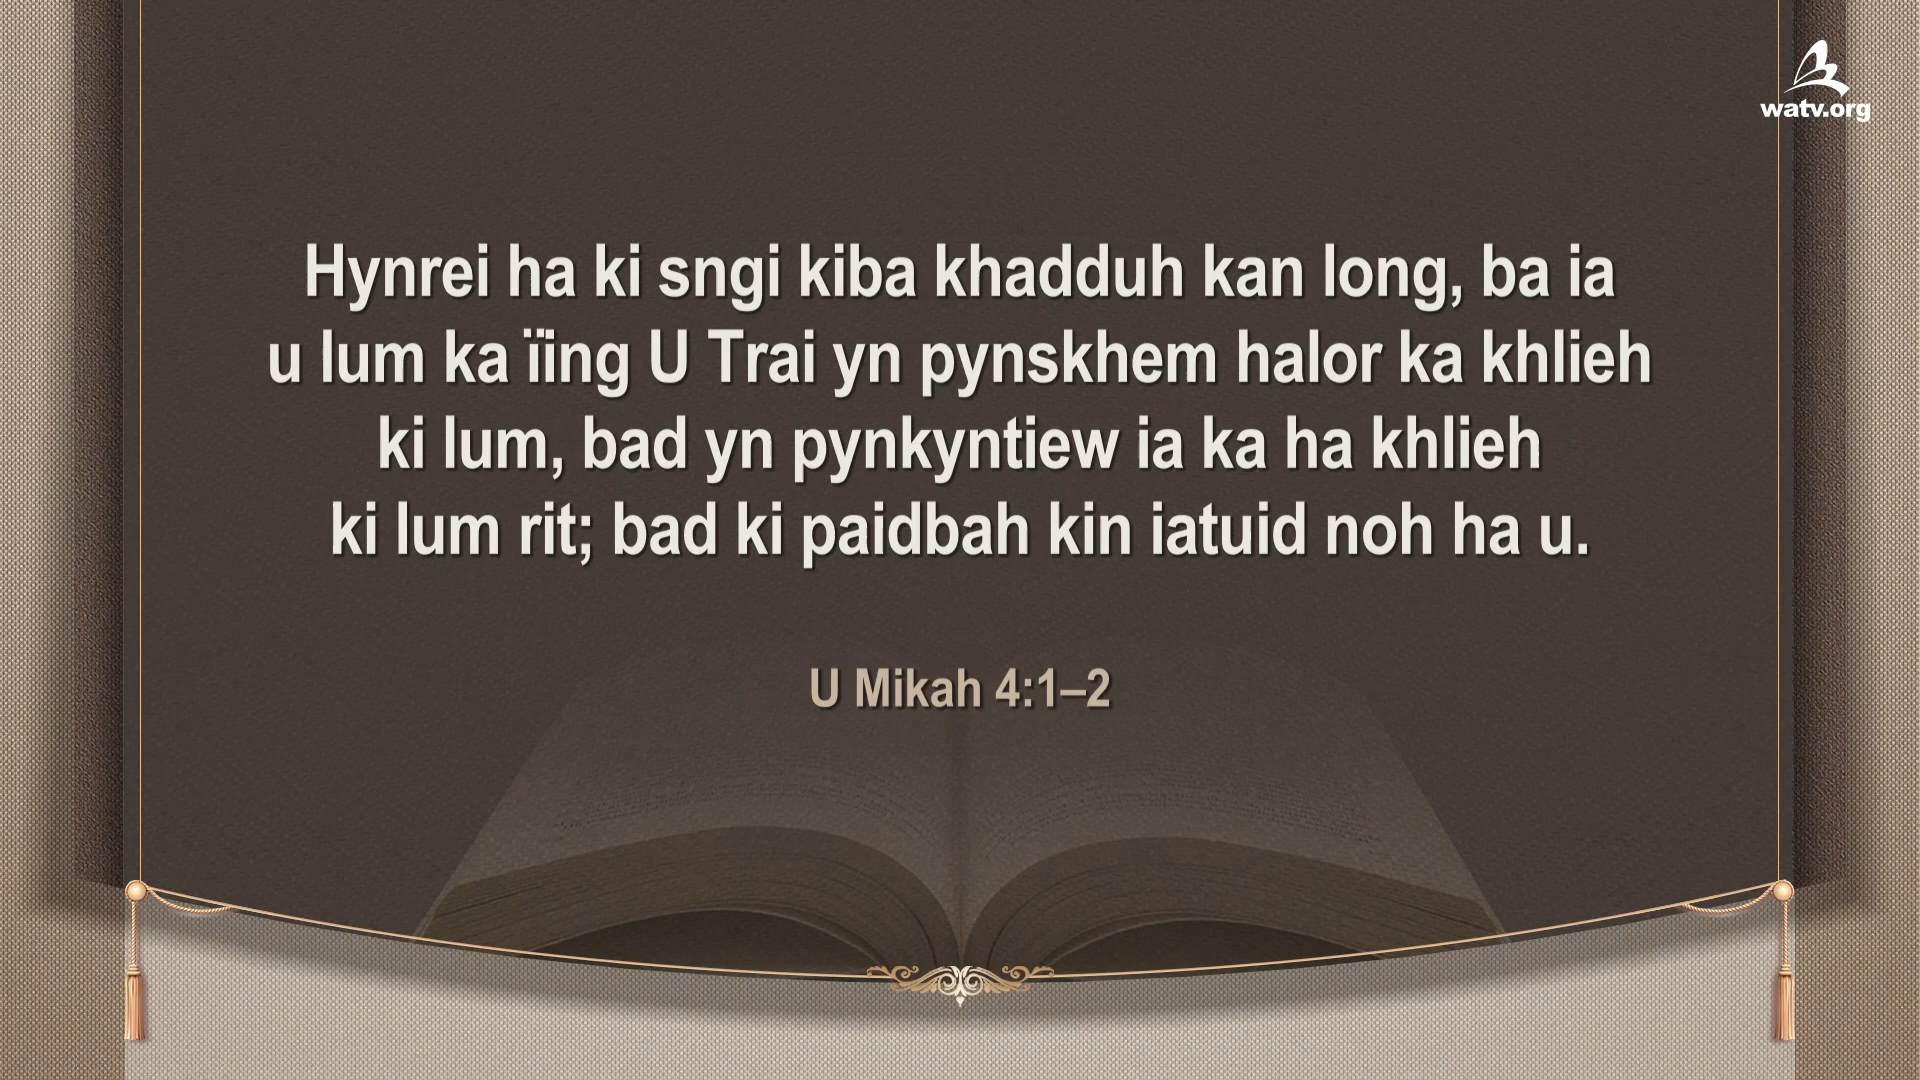 watv.org
Hynrei ha ki sngi kiba khadduh kan long, ba ia
u lum ka ïing U Trai yn pynskhem halor ka khlieh
ki lum, bad yn pynkyntiew ia ka ha khlieh
ki lum rit; bad ki paidbah kin iatuid noh ha u.
U Mikah 4:1–2